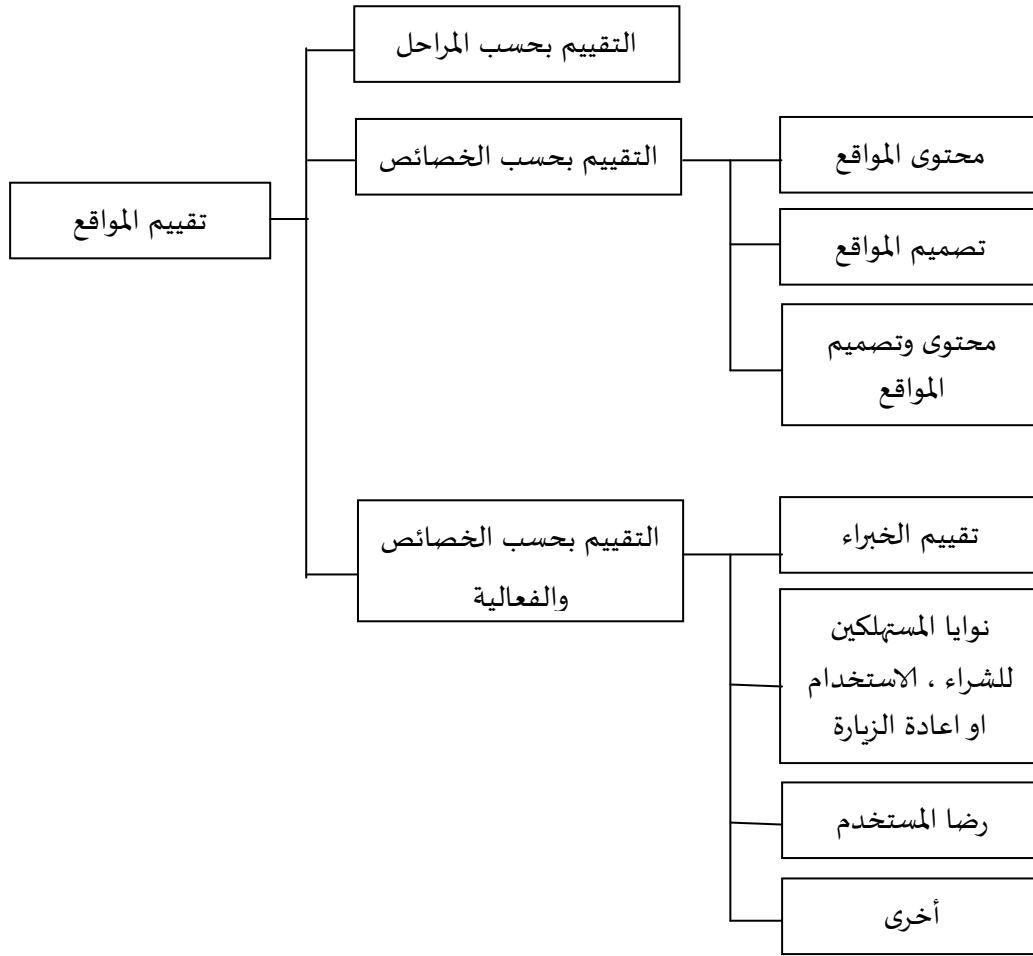 تقييم المواقع
التقييم بحسب المراحل
التقييم بحسب الخصائص
محتوى المواقع
تصميم المواقع
محتوى وتصميم
المواقع
التقييم بحسب الخصائص
والفعالية
تقييم الخبراء
نوايا المستهلكين
للشراء ، الاستخدام
او اعادة الزيارة
رضا المستخدم
أخرى